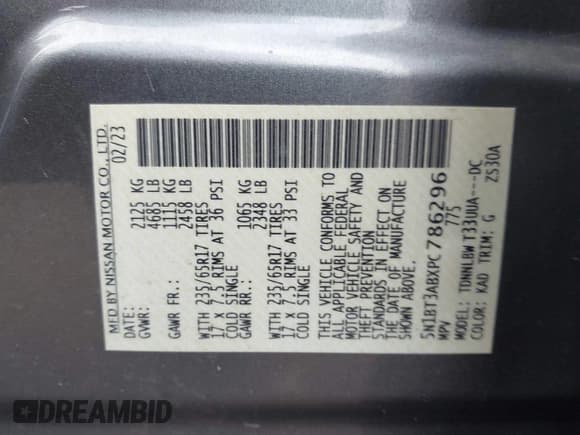 MFD BY NISSAN MOTOR CO., LTD.
DATE: 02/23
GVWR: 2125 KG
4685 LB
GAWR FR.: 1115 KG
2458 LB
WITH 235/65R17 TIRES
17 X 7.5 RIMS AT 36 PSI
COLD SINGLE
GAWR RR.: 1065 KG
2348 LB
WITH 235/65R17 TIRES
17 X 7.5 RIMS AT 33 PSI
COLD SINGLE
THIS VEHICLE CONFORMS TO
ALL APPLICABLE FEDERAL
MOTOR VEHICLE SAFETY AND
THEFT PREVENTION
STANDARDS IN EFFECT ON
THE DATE OF MANUFACTURE
SHOWN ABOVE.
5N1BT3ABXPC786296
MPV 775
MODEL: TDNNLBW T33UUA---DC
COLOR: KAD TRIM: G ZS30A
DREAMBID